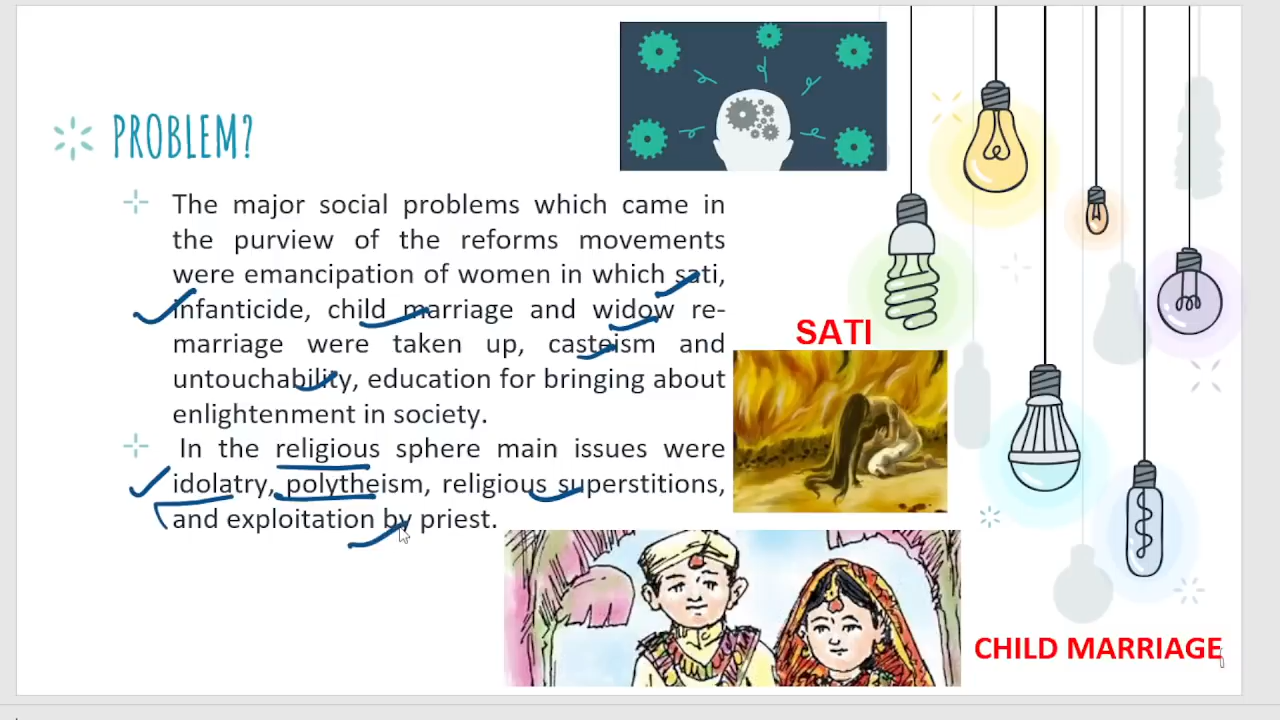 PROBLEM?
The major social problems which came in
the purview of the reforms movements
were emancipation of women in which sati,
infanticide, child marriage and widow re-
marriage were taken up, casteism and
untouchability, education for bringing about
enlightenment in society.
In the religious sphere main issues were
idolatry, polytheism, religious superstitions,
and exploitation by priest.
SATI
CHILD MARRIAGE